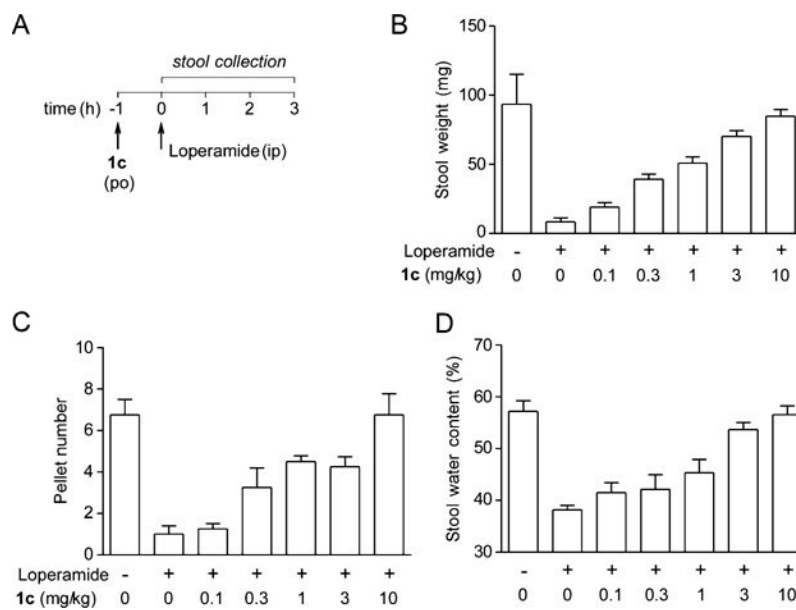 A
stool collection
time (h) -1 0 1 2 3
1c
(po)
Loperamide (ip)
B
Stool weight (mg)
150
100
50
0
Loperamide - + + + + + +
1c (mg/kg) 0 0 0.1 0.3 1 3 10
C
Pellet number
10
8
6
4
2
0
Loperamide - + + + + + +
1c (mg/kg) 0 0 0.1 0.3 1 3 10
D
Stool water content (%)
70
60
50
40
30
- + + + + + +
0 0 0.1 0.3 1 3 10